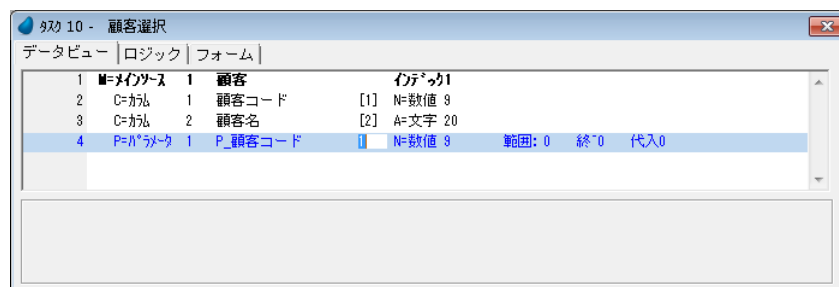 ﾀｽｸ 10 - 顧客選択
データビュー ロジック フォーム
1 M=ﾒｲﾝｿｰｽ 1 顧客 ｲﾝﾃﾞｯｸ1
2 C=ｶﾗﾑ 1 顧客コード [1] N=数値 9
3 C=ｶﾗﾑ 2 顧客名 [2] A=文字 20
4 P=ﾊﾟﾗﾒｰﾀ 1 P_顧客コード 1 N=数値 9 範囲: 0 終 0 代入0